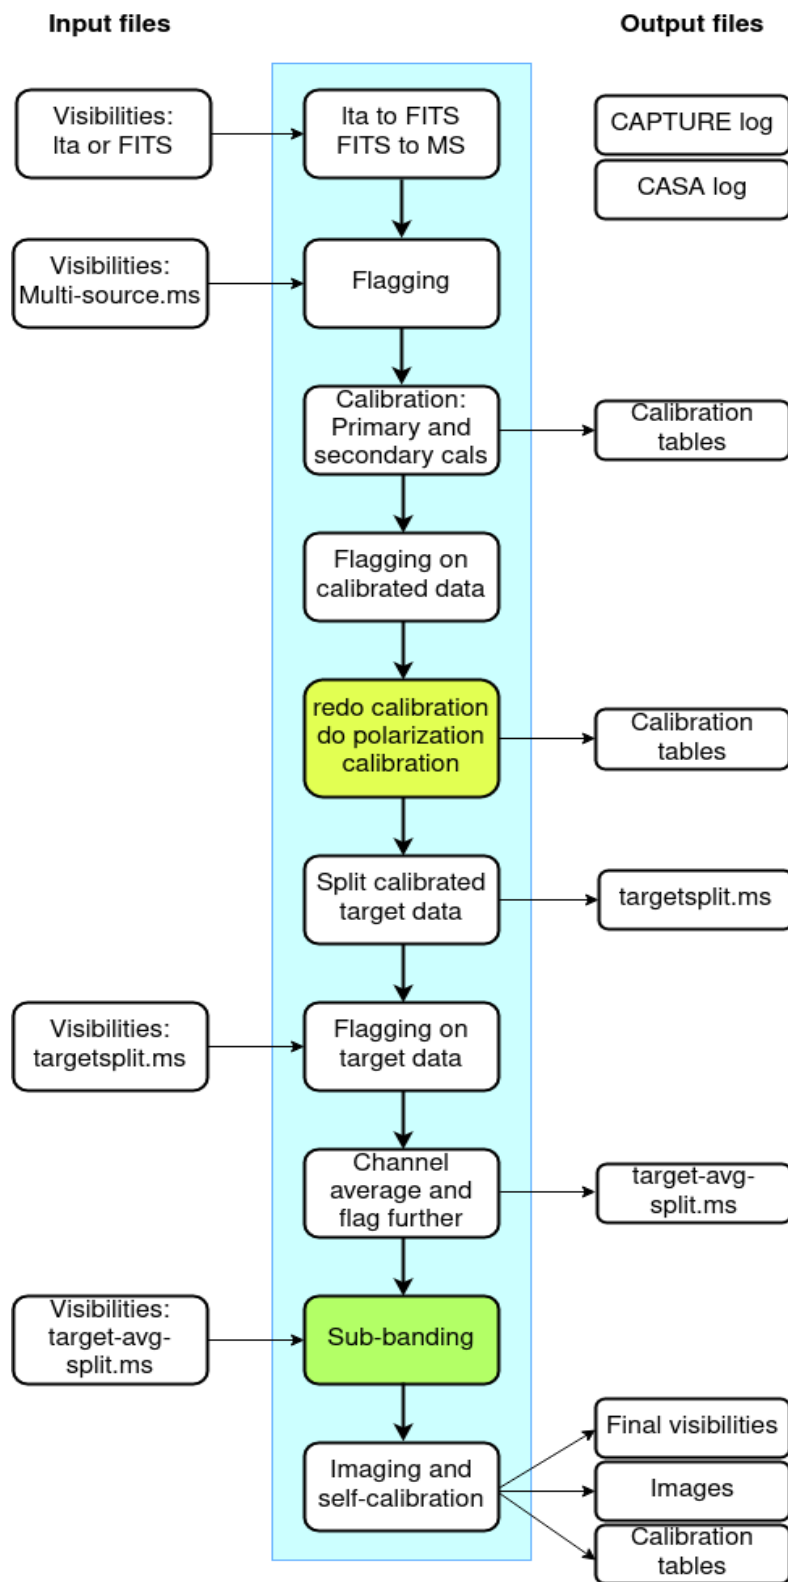 Input files
Output files
Visibilities:
lta or FITS
lta to FITS
FITS to MS
CAPTURE log
CASA log
Visibilities:
Multi-source.ms
Flagging
Calibration:
Primary and
secondary cals
Calibration
tables
Flagging on
calibrated data
redo calibration
do polarization
calibration
Calibration
tables
Split calibrated
target data
targetsplit.ms
Visibilities:
targetsplit.ms
Flagging on
target data
Channel
average and
flag further
target-avg-
split.ms
Visibilities:
target-avg-
split.ms
Sub-banding
Imaging and
self-calibration
Final visibilities
Images
Calibration
tables